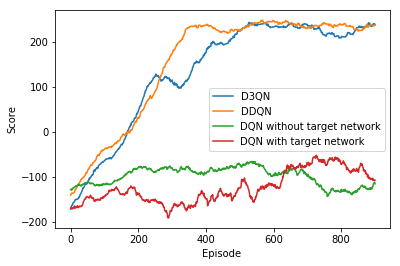 200
100
0
−100
−200
Score
D3QN
DDQN
DQN without target network
DQN with target network
0
200
400
600
800
Episode